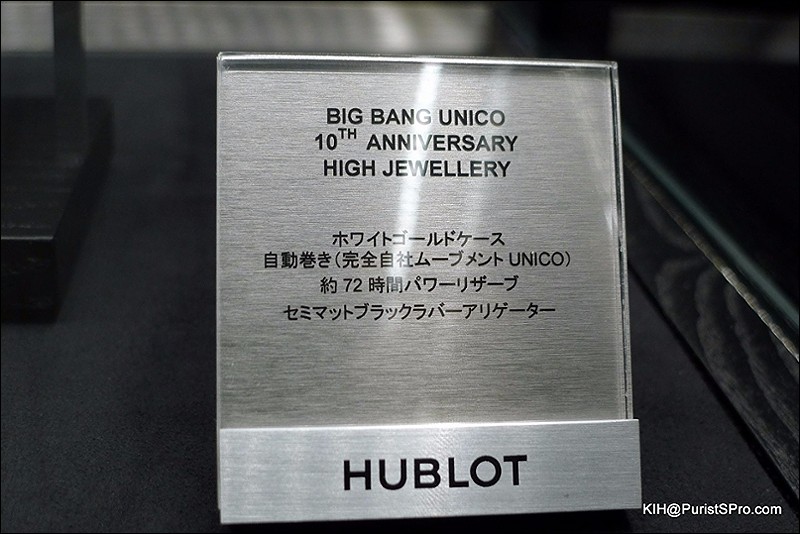 BIG BANG UNICO
10TH ANNIVERSARY
HIGH JEWELLERY
ホワイトゴールドケース
自動巻き（完全自社ムーブメント UNICO）
約 72 時間パワーリザーブ
セミマットブラックラバーアリゲーター
HUBLOT
KIH@PuristSPro.com